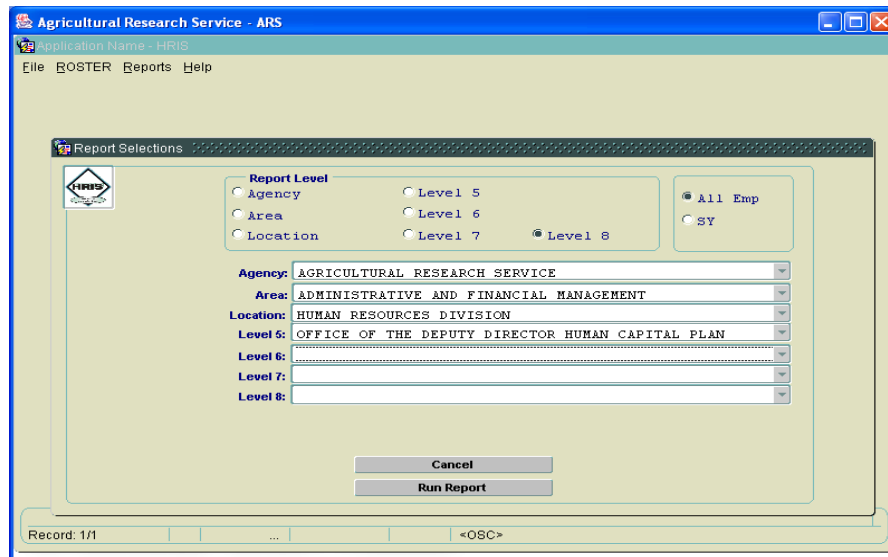 Agricultural Research Service - ARS
Application Name - HRIS
File ROSTER Reports Help
Report Selections
HRIS
Report Level
Agency Level 5
Area Level 6
Location Level 7 Level 8
All Emp
SY
Agency: AGRICULTURAL RESEARCH SERVICE
Area: ADMINISTRATIVE AND FINANCIAL MANAGEMENT
Location: HUMAN RESOURCES DIVISION
Level 5: OFFICE OF THE DEPUTY DIRECTOR HUMAN CAPITAL PLAN
Level 6:
Level 7:
Level 8:
Cancel
Run Report
Record: 1/1 ... <OSC>